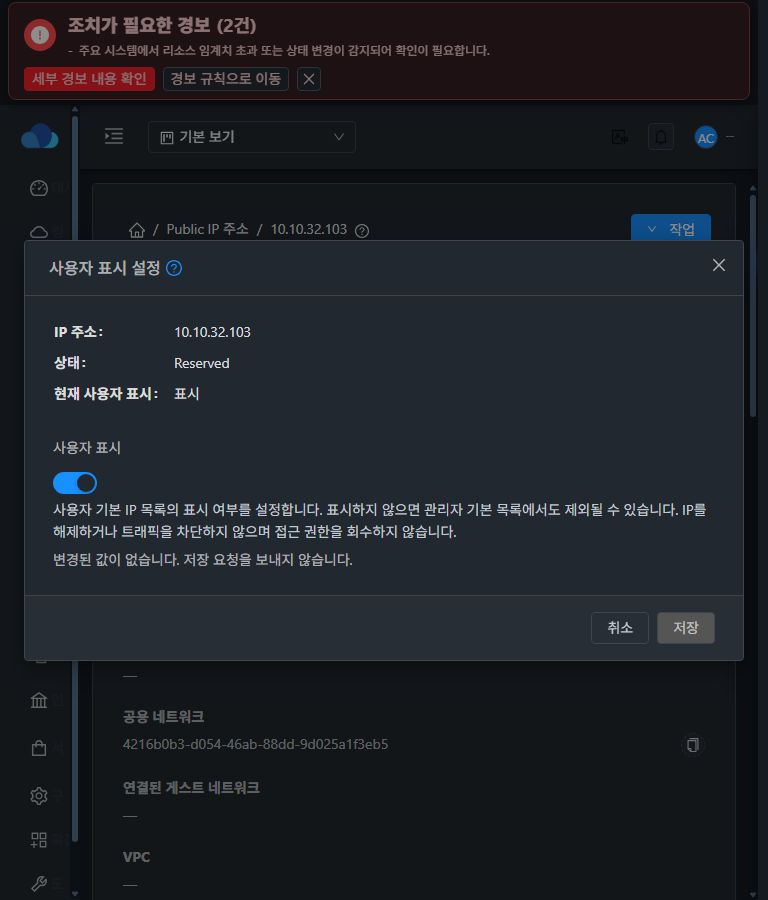 조치가 필요한 경보 (2건)
- 주요 시스템에서 리소스 임계치 초과 또는 상태 변경이 감지되어 확인이 필요합니다.
세부 경보 내용 확인
경보 규칙으로 이동
기본 보기
AC
/ Public IP 주소 / 10.10.32.103
작업
사용자 표시 설정
IP 주소: 10.10.32.103
상태: Reserved
현재 사용자 표시: 표시
사용자 표시
사용자 기본 IP 목록의 표시 여부를 설정합니다. 표시하지 않으면 관리자 기본 목록에서도 제외될 수 있습니다. IP를
해제하거나 트래픽을 차단하지 않으며 접근 권한을 회수하지 않습니다.
변경된 값이 없습니다. 저장 요청을 보내지 않습니다.
취소
저장
—
공용 네트워크
4216b0b3-d054-46ab-88dd-9d025a1f3eb5
연결된 게스트 네트워크
—
VPC
—